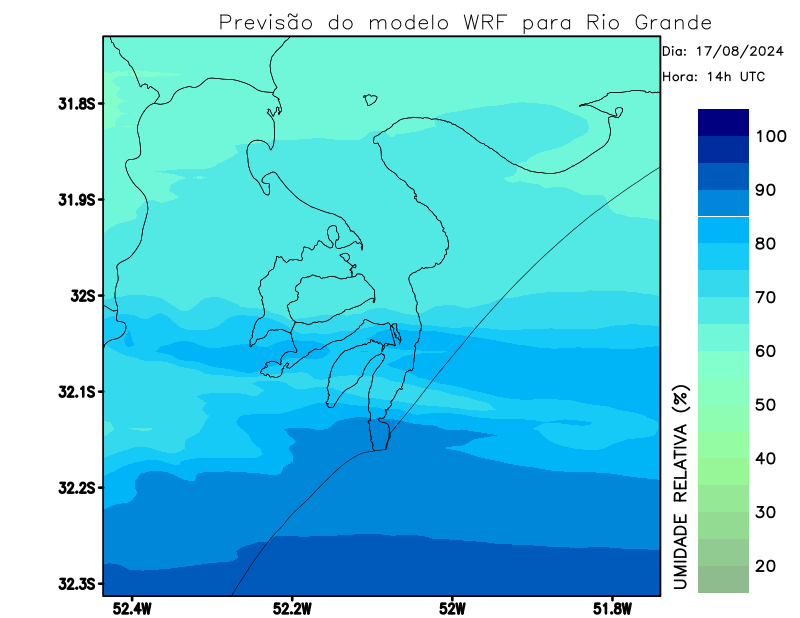 Previsão do modelo WRF para Rio Grande
Dia: 17/08/2024
Hora: 14h UTC
31.8S
31.9S
32S
32.1S
32.2S
32.3S
52.4W
52.2W
52W
51.8W
100
90
80
70
60
50
40
30
20
UMIDADE RELATIVA (%)